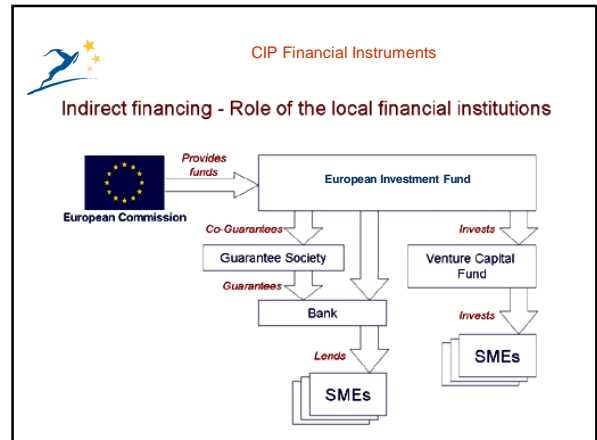 CIP Financial Instruments
Indirect financing - Role of the local financial institutions
Provides
funds
European Investment Fund
European Commission
Co-Guarantees
Invests
Guarantee Society
Venture Capital
Fund
Guarantees
Bank
Invests
Lends
SMEs
SMEs